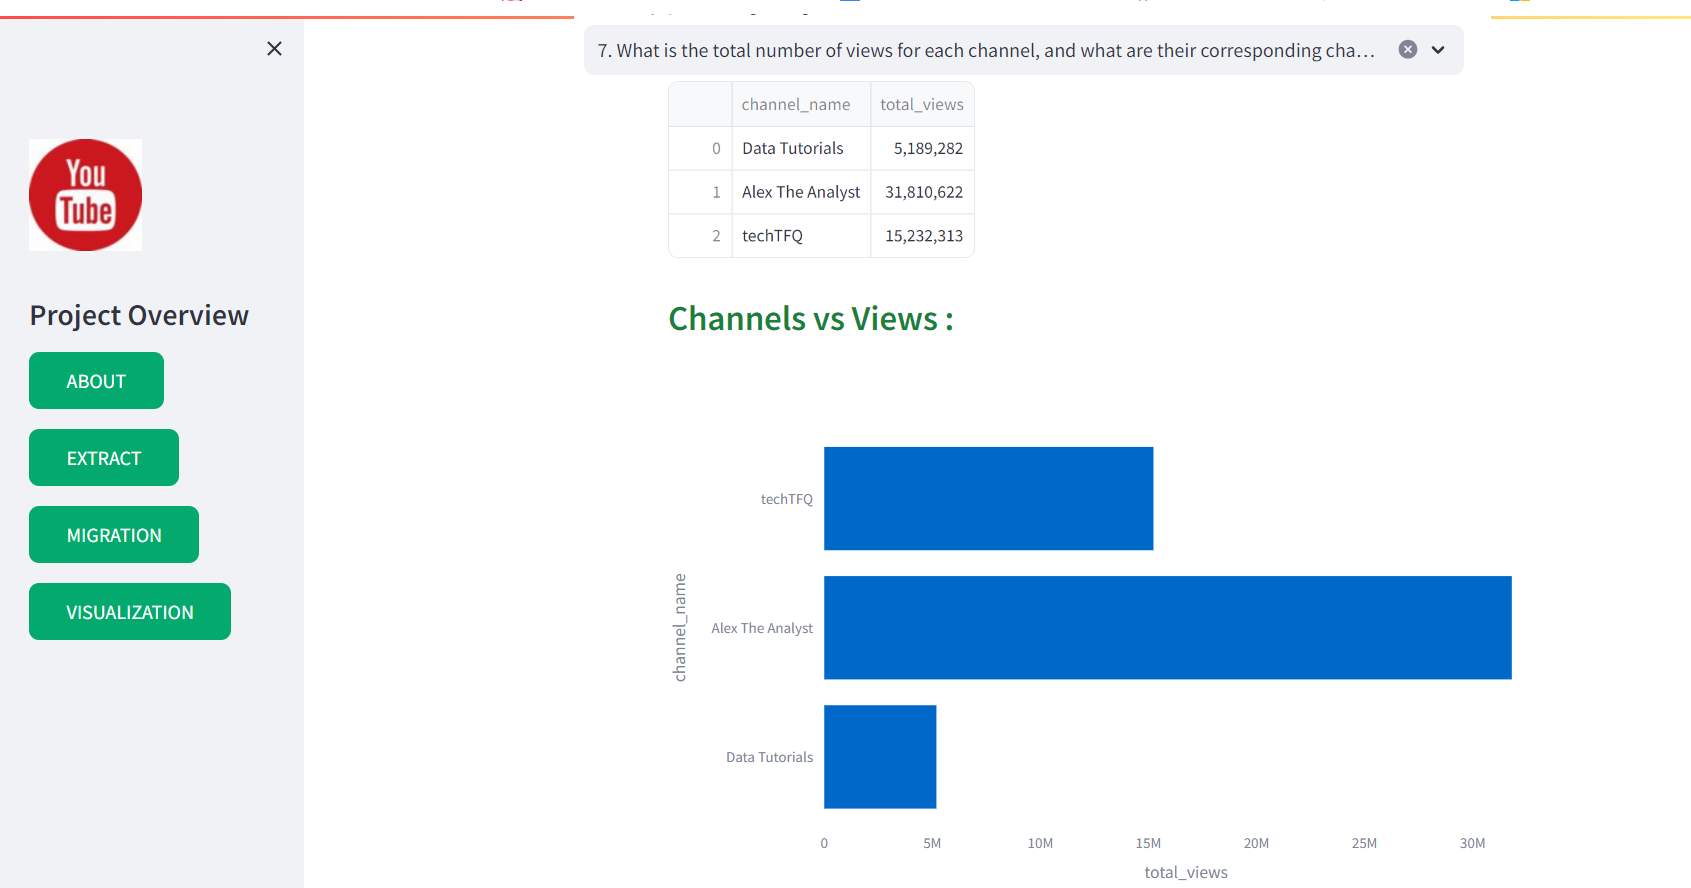 7. What is the total number of views for each channel, and what are their corresponding cha...
channel_name total_views
0 Data Tutorials 5,189,282
1 Alex The Analyst 31,810,622
2 techTFQ 15,232,313
You
Tube
Project Overview
ABOUT
EXTRACT
MIGRATION
VISUALIZATION
Channels vs Views :
techTFQ
channel_name
Alex The Analyst
Data Tutorials
0 5M 10M 15M 20M 25M 30M
total_views